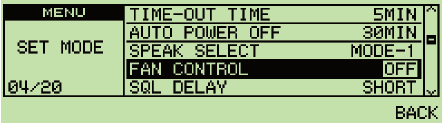 MENU
SET MODE
04/20
TIME-OUT TIME 5MIN
AUTO POWER OFF 30MIN
SPEAK SELECT MODE-1
FAN CONTROL OFF
SQL DELAY SHORT
BACK